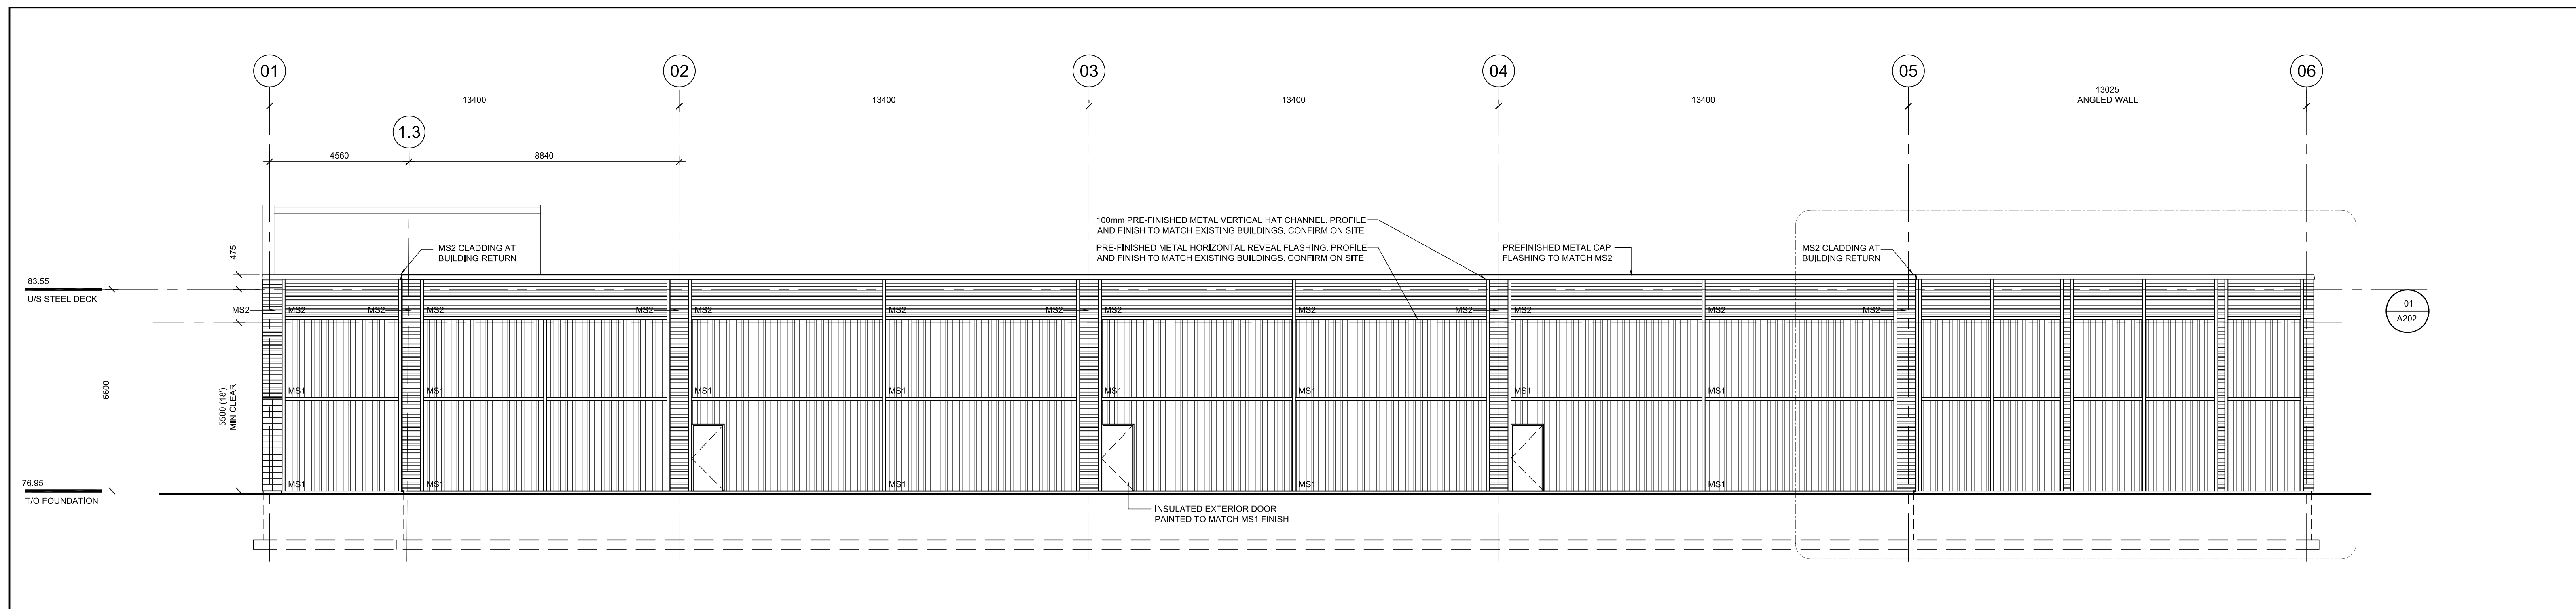 01
02
03
04
05
06
13400
13400
13400
13400
13025
ANGLED WALL
1.3
4560
8840
475
MS2 CLADDING AT
BUILDING RETURN
100mm PRE-FINISHED METAL VERTICAL HAT CHANNEL. PROFILE
AND FINISH TO MATCH EXISTING BUILDINGS. CONFIRM ON SITE
PRE-FINISHED METAL HORIZONTAL REVEAL FLASHING. PROFILE
AND FINISH TO MATCH EXISTING BUILDINGS. CONFIRM ON SITE
PREFINISHED METAL CAP
FLASHING TO MATCH MS2
MS2 CLADDING AT
BUILDING RETURN
83.55
U/S STEEL DECK
01
A202
MS2
MS2
MS2
MS2
MS2
MS2
MS2
MS2
MS2
MS2
MS2
MS2
MS2
MS2
6600
5500 (18')
MIN CLEAR
MS1
MS1
MS1
MS1
MS1
MS1
MS1
MS1
76.95
T/O FOUNDATION
MS1
MS1
MS1
MS1
MS1
INSULATED EXTERIOR DOOR
PAINTED TO MATCH MS1 FINISH